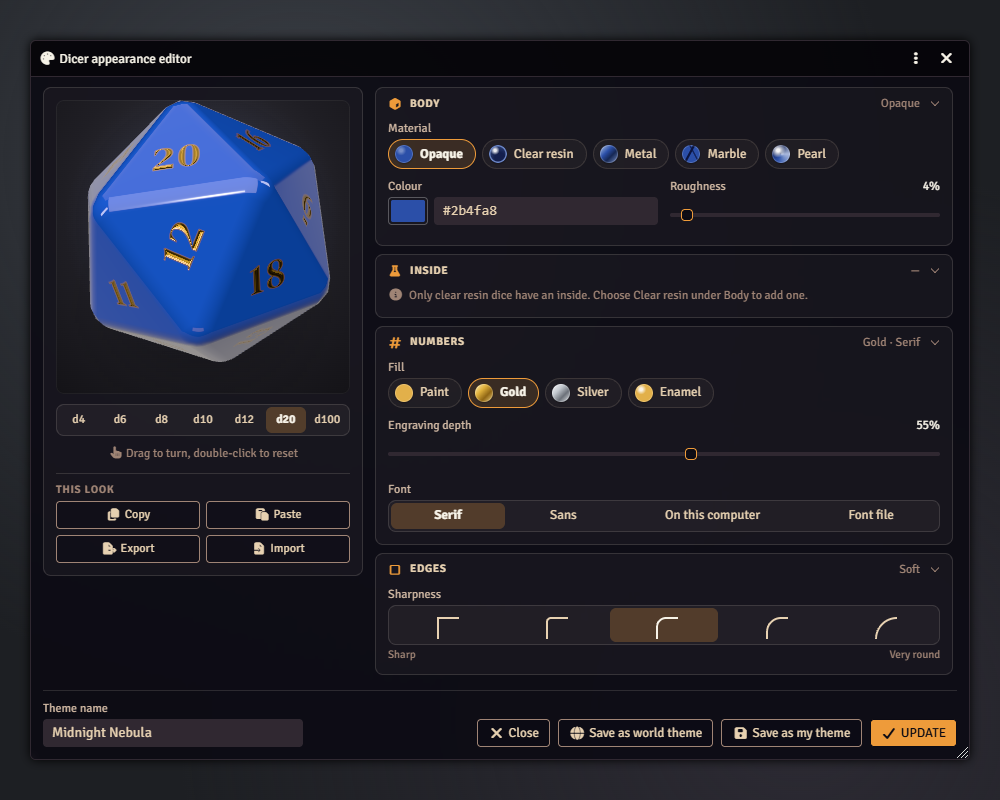 Dicer appearance editor
20
16
12
18
11
d4 d6 d8 d10 d12 d20 d100
Drag to turn, double-click to reset
THIS LOOK
Copy Paste
Export Import
BODY Opaque
Material
Opaque Clear resin Metal Marble Pearl
Colour Roughness 4%
#2b4fa8
INSIDE –
Only clear resin dice have an inside. Choose Clear resin under Body to add one.
NUMBERS Gold · Serif
Fill
Paint Gold Silver Enamel
Engraving depth 55%
Font
Serif Sans On this computer Font file
EDGES Soft
Sharpness
Sharp Very round
Theme name
Midnight Nebula
Close Save as world theme Save as my theme UPDATE